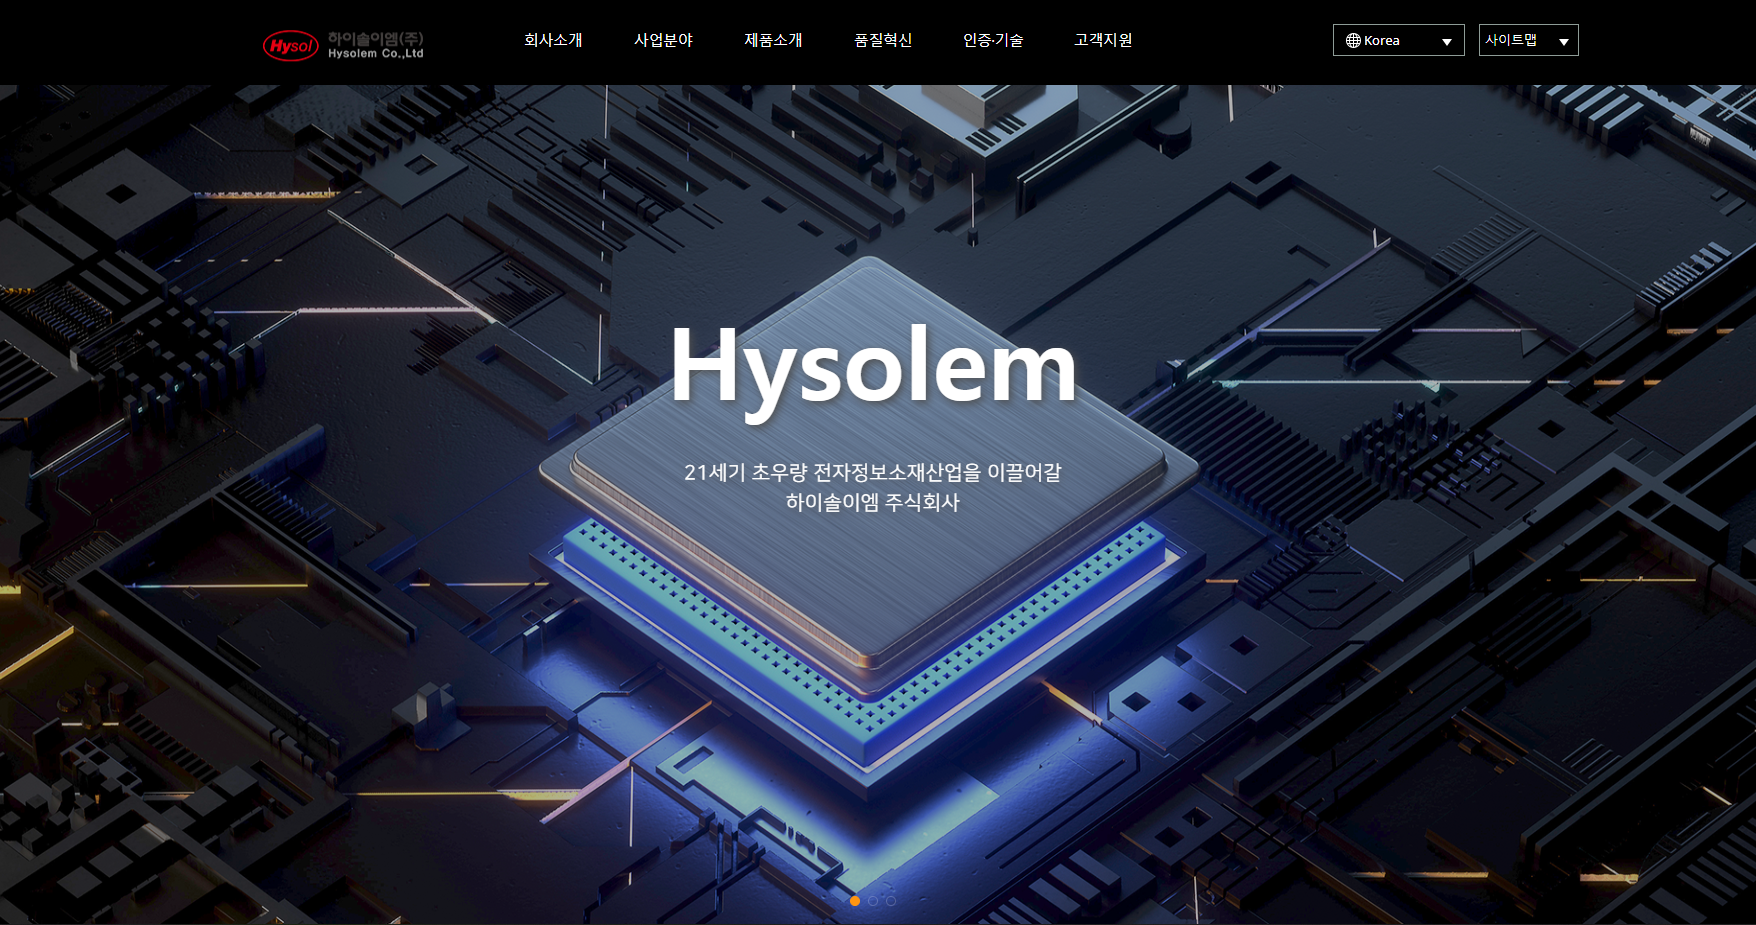 Hysol 하이솔이엠(주)
Hysolem Co.,Ltd
회사소개 사업분야 제품소개 품질혁신 인증·기술 고객지원
Korea 사이트맵
Hysolem
21세기 초우량 전자정보소재산업을 이끌어갈
하이솔이엠 주식회사